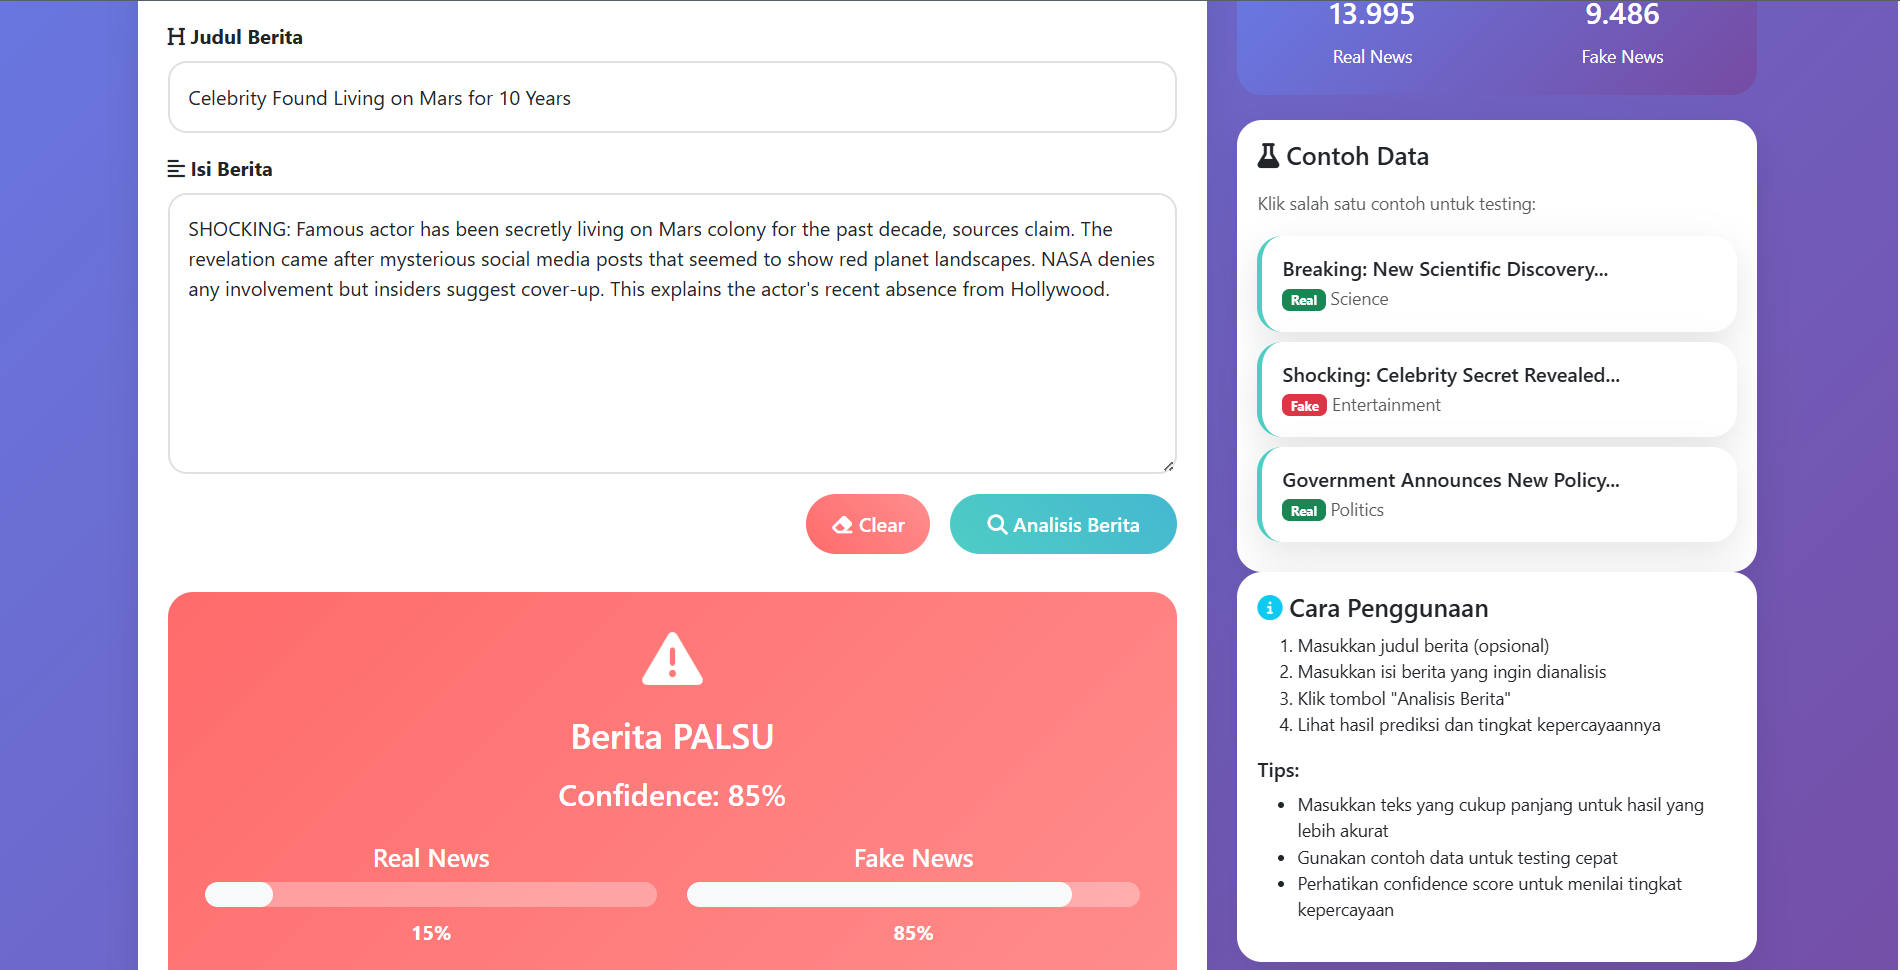 Judul Berita
Celebrity Found Living on Mars for 10 Years
Isi Berita
SHOCKING: Famous actor has been secretly living on Mars colony for the past decade, sources claim. The
revelation came after mysterious social media posts that seemed to show red planet landscapes. NASA denies
any involvement but insiders suggest cover-up. This explains the actor's recent absence from Hollywood.
Clear
Analisis Berita
Berita PALSU
Confidence: 85%
Real News
Fake News
15%
85%
13.995
9.486
Real News
Fake News
Contoh Data
Klik salah satu contoh untuk testing:
Breaking: New Scientific Discovery...
Real Science
Shocking: Celebrity Secret Revealed...
Fake Entertainment
Government Announces New Policy...
Real Politics
Cara Penggunaan
1. Masukkan judul berita (opsional)
2. Masukkan isi berita yang ingin dianalisis
3. Klik tombol "Analisis Berita"
4. Lihat hasil prediksi dan tingkat kepercayaannya
Tips:
• Masukkan teks yang cukup panjang untuk hasil yang
lebih akurat
• Gunakan contoh data untuk testing cepat
• Perhatikan confidence score untuk menilai tingkat
kepercayaan